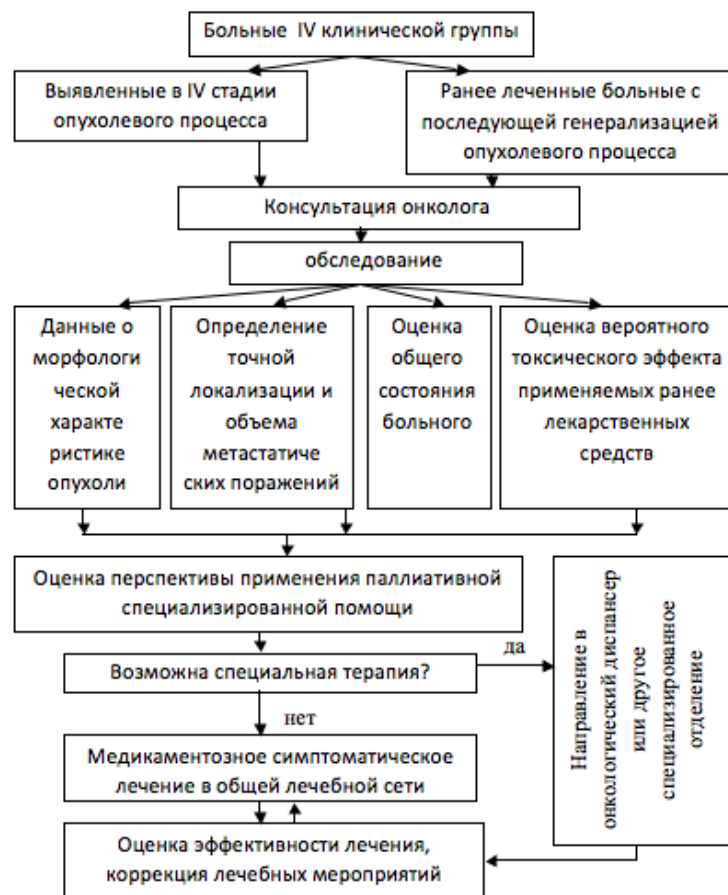 Больные IV клинической группы
Выявленные в IV стадии
опухолевого процесса
Ранее леченные больные с
последующей генерализацией
опухолевого процесса
Консультация онколога
обследование
Данные о
морфологи
ческой
характе
ристике
опухоли
Определение
точной
локализации и
объема
метастатиче
ских поражений
Оценка
общего
состояния
больного
Оценка вероятного
токсического эффекта
применяемых ранее
лекарственных
средств
Оценка перспективы применения паллиативной
специализированной помощи
Возможна специальная терапия?
да
Направление в
онкологический диспансер
или другое
специализированное
отделение
нет
Медикаментозное симптоматическое
лечение в общей лечебной сети
Оценка эффективности лечения,
коррекция лечебных мероприятий